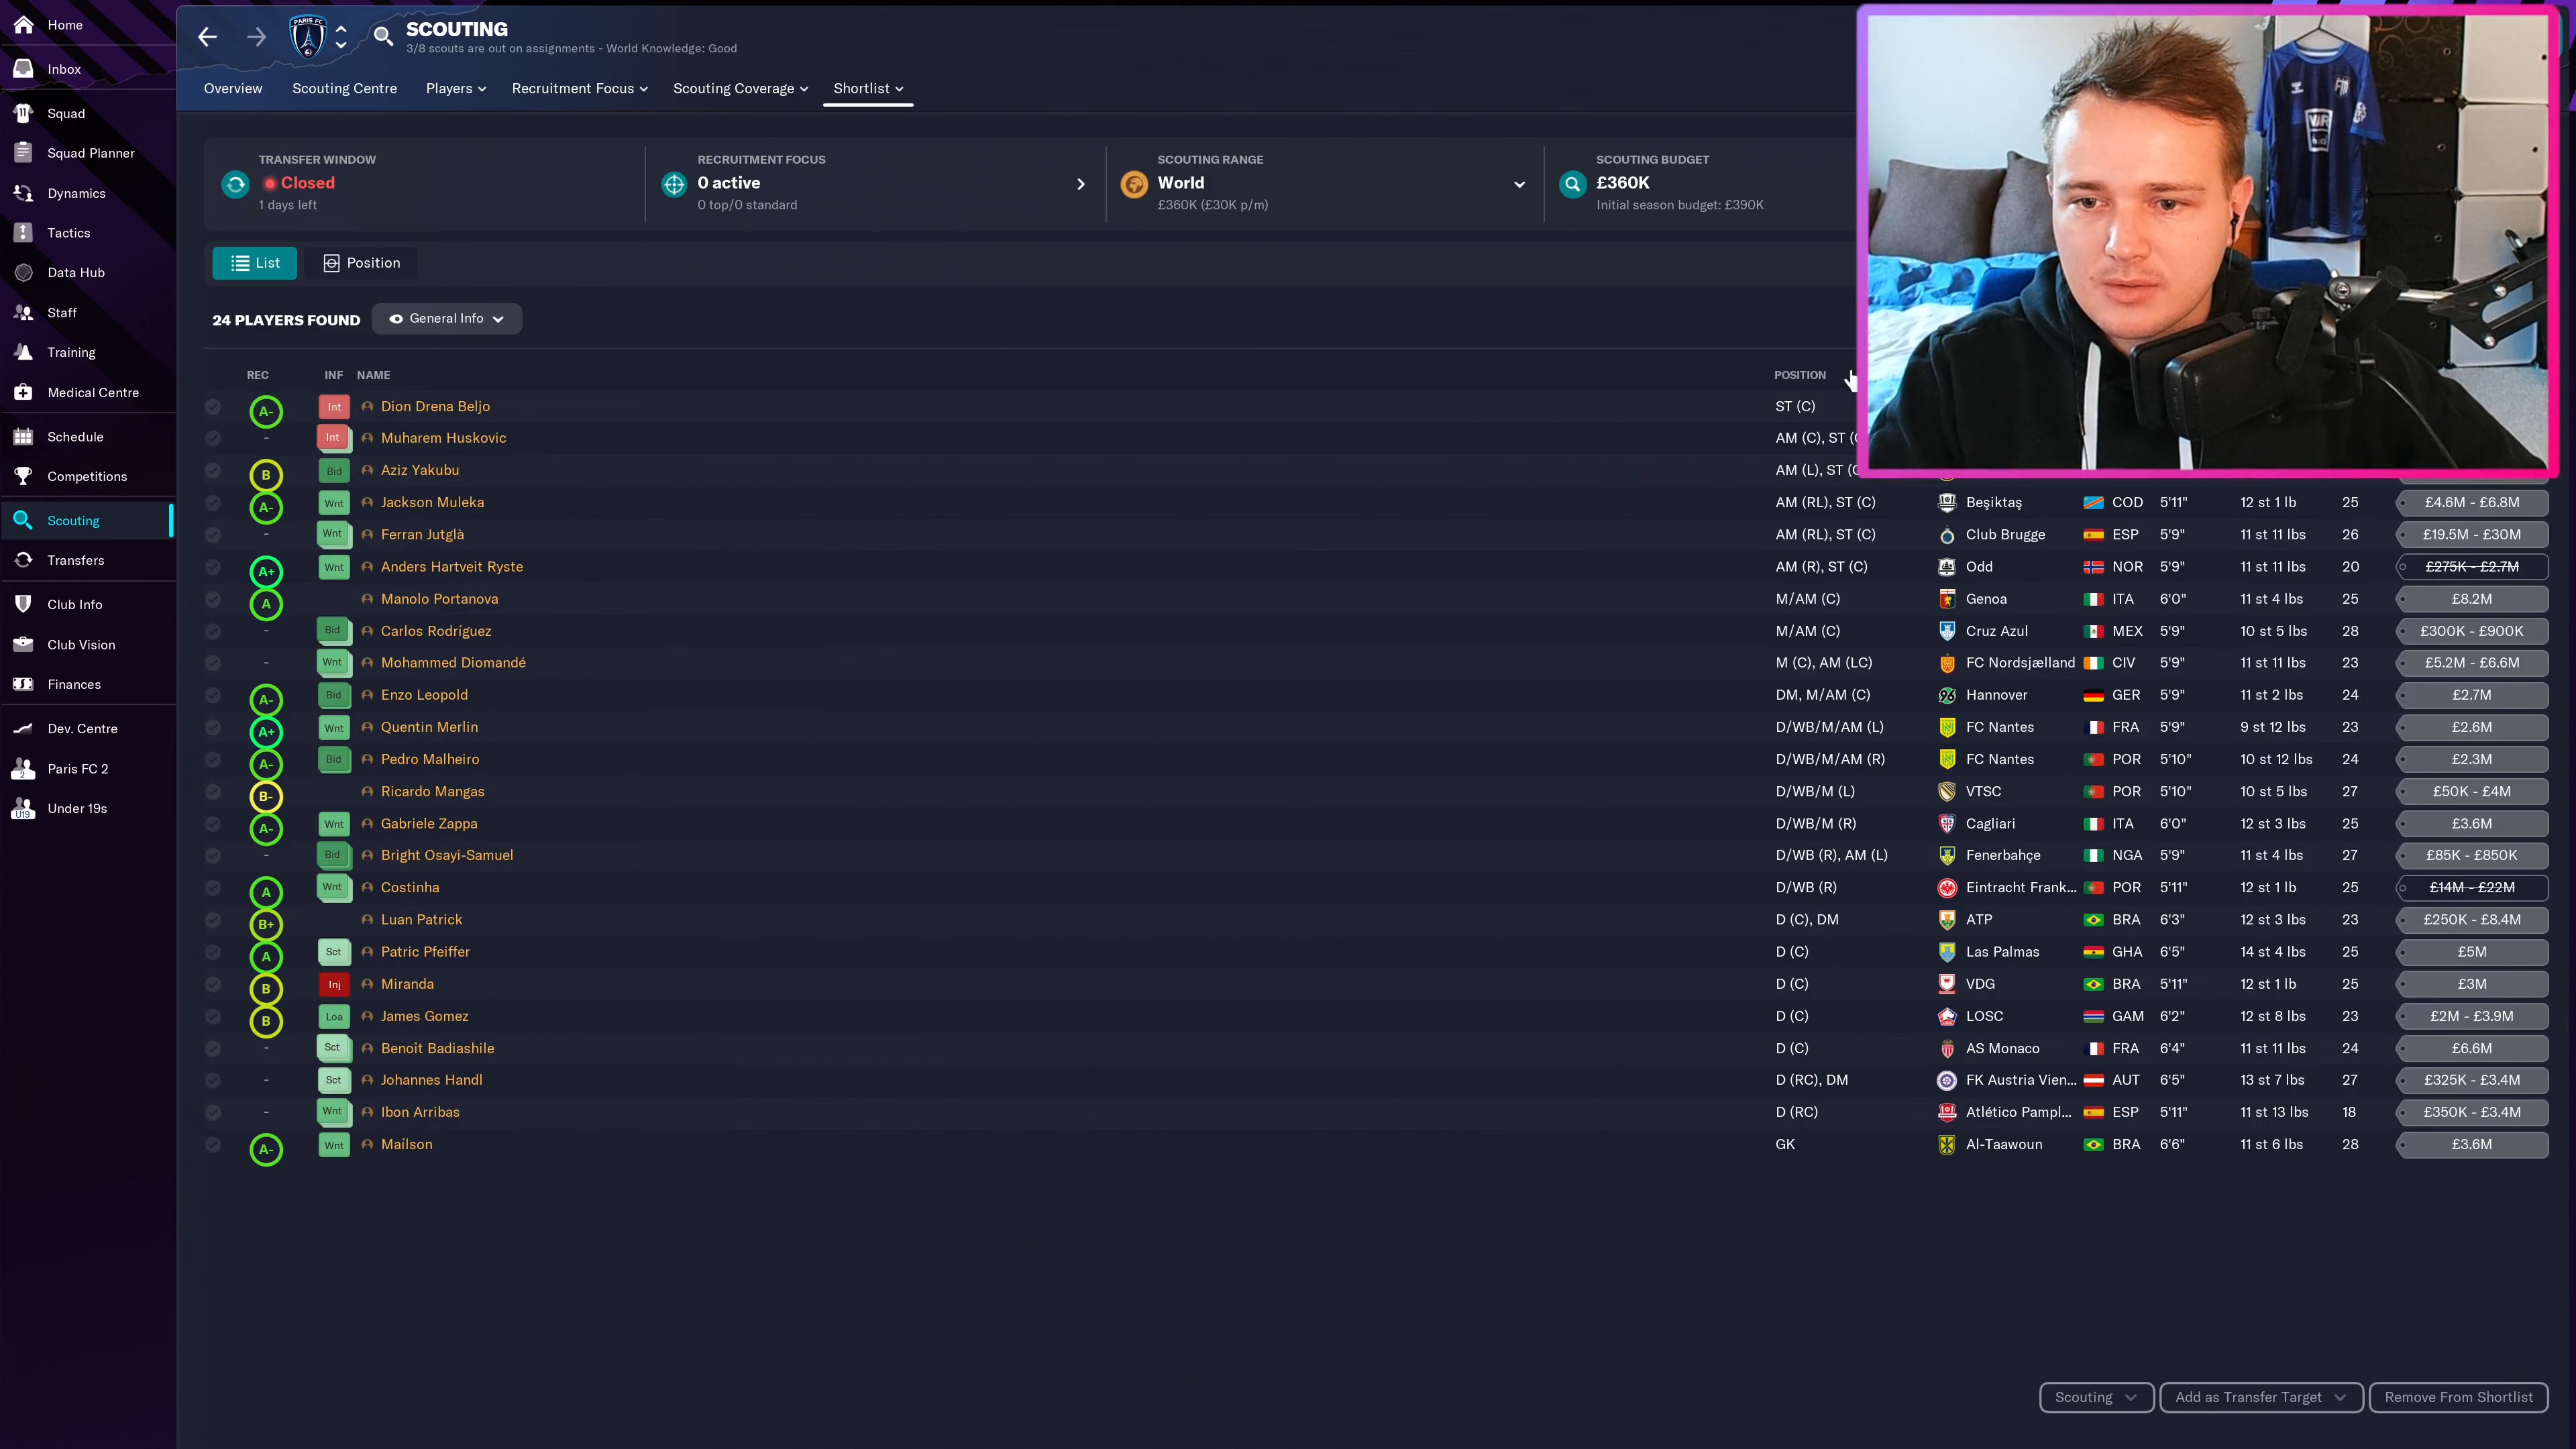 Home
Inbox
Squad
Squad Planner
Dynamics
Tactics
Data Hub
Staff
Training
Medical Centre
Schedule
Competitions
Scouting
Transfers
Club Info
Club Vision
Finances
Dev. Centre
2 Paris FC 2
U19 Under 19s
PARIS FC
SCOUTING
3/8 scouts are out on assignments - World Knowledge: Good
Overview Scouting Centre Players Recruitment Focus Scouting Coverage Shortlist
TRANSFER WINDOW
Closed
1 days left
RECRUITMENT FOCUS
0 active
0 top/0 standard
SCOUTING RANGE
World
£360K (£30K p/m)
SCOUTING BUDGET
£360K
Initial season budget: £390K
List Position
24 PLAYERS FOUND General Info
REC INF NAME POSITION
A- Int Dion Drena Beljo ST (C)
- Int Muharem Huskovic AM (C), ST
B Bid Aziz Yakubu AM (L), ST
A- Wnt Jackson Muleka AM (RL), ST (C) Beşiktaş COD 5'11" 12 st 1 lb 25 £4.6M - £6.8M
- Wnt Ferran Jutglà AM (RL), ST (C) Club Brugge ESP 5'9" 11 st 11 lbs 26 £19.5M - £30M
A+ Wnt Anders Hartveit Ryste AM (R), ST (C) Odd NOR 5'9" 11 st 11 lbs 20 £275K - £2.7M
A Manolo Portanova M/AM (C) Genoa ITA 6'0" 11 st 4 lbs 25 £8.2M
- Bid Carlos Rodríguez M/AM (C) Cruz Azul MEX 5'9" 10 st 5 lbs 28 £300K - £900K
- Wnt Mohammed Diomandé M (C), AM (LC) FC Nordsjælland CIV 5'9" 11 st 11 lbs 23 £5.2M - £6.6M
A- Bid Enzo Leopold DM, M/AM (C) Hannover GER 5'9" 11 st 2 lbs 24 £2.7M
A+ Wnt Quentin Merlin D/WB/M/AM (L) FC Nantes FRA 5'9" 9 st 12 lbs 23 £2.6M
A- Bid Pedro Malheiro D/WB/M/AM (R) FC Nantes POR 5'10" 10 st 12 lbs 24 £2.3M
B- Ricardo Mangas D/WB/M (L) VTSC POR 5'10" 10 st 5 lbs 27 £50K - £4M
A- Wnt Gabriele Zappa D/WB/M (R) Cagliari ITA 6'0" 12 st 3 lbs 25 £3.6M
- Bid Bright Osayi-Samuel D/WB (R), AM (L) Fenerbahçe NGA 5'9" 11 st 4 lbs 27 £85K - £850K
A Wnt Costinha D/WB (R) Eintracht Frank... POR 5'11" 12 st 1 lb 25 £14M - £22M
B+ Luan Patrick D (C), DM ATP BRA 6'3" 12 st 3 lbs 23 £250K - £8.4M
A Sct Patric Pfeiffer D (C) Las Palmas GHA 6'5" 14 st 4 lbs 25 £5M
B Inj Miranda D (C) VDG BRA 5'11" 12 st 1 lb 25 £3M
B Loa James Gomez D (C) LOSC GAM 6'2" 12 st 8 lbs 23 £2M - £3.9M
- Sct Benoît Badiashile D (C) AS Monaco FRA 6'4" 11 st 11 lbs 24 £6.6M
- Sct Johannes Handl D (RC), DM FK Austria Vien... AUT 6'5" 13 st 7 lbs 27 £325K - £3.4M
- Wnt Ibon Arribas D (RC) Atlético Pampl... ESP 5'11" 11 st 13 lbs 18 £350K - £3.4M
A- Wnt Maílson GK Al-Taawoun BRA 6'6" 11 st 6 lbs 28 £3.6M
Scouting Add as Transfer Target Remove From Shortlist